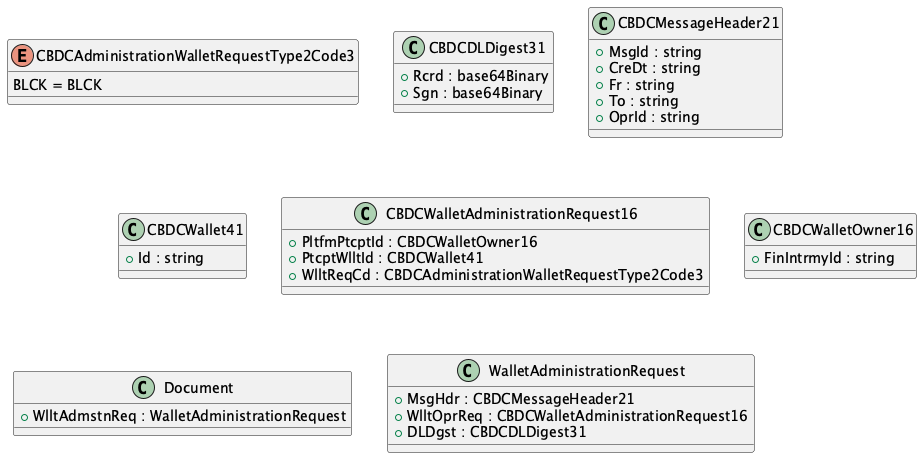 E CBDCAdministrationWalletRequestType2Code3
BLCK = BLCK
C CBDCDLDigest31
Rcrd : base64Binary
Sgn : base64Binary
C CBDCMessageHeader21
MsgId : string
CreDt : string
Fr : string
To : string
OprId : string
C CBDCWallet41
Id : string
C CBDCWalletAdministrationRequest16
PltfmPtcptId : CBDCWalletOwner16
PtcptWlltId : CBDCWallet41
WlltReqCd : CBDCAdministrationWalletRequestType2Code3
C CBDCWalletOwner16
FinIntrmyId : string
C Document
WlltAdmstnReq : WalletAdministrationRequest
C WalletAdministrationRequest
MsgHdr : CBDCMessageHeader21
WlltOprReq : CBDCWalletAdministrationRequest16
DLDgst : CBDCDLDigest31